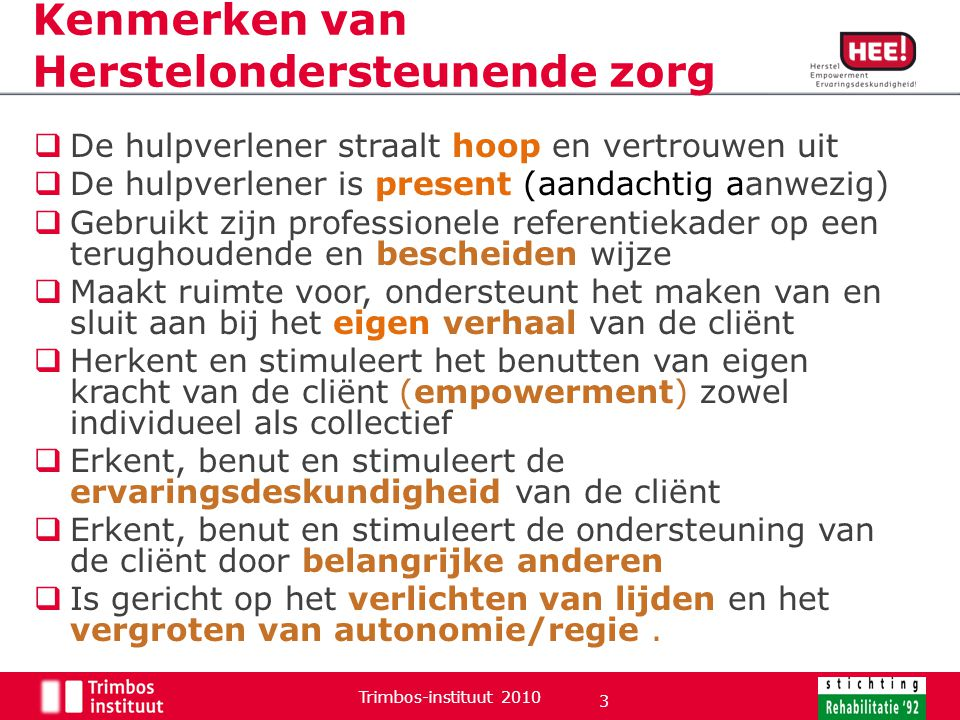 Kenmerken van
Herstelondersteunende zorg
HEE!
Herstel
Empowerment
Ervaringsdeskundigheid!
De hulpverlener straalt hoop en vertrouwen uit
De hulpverlener is present (aandachtig aanwezig)
Gebruikt zijn professionele referentiekader op een
terughoudende en bescheiden wijze
Maakt ruimte voor, ondersteunt het maken van en
sluit aan bij het eigen verhaal van de cliënt
Herkent en stimuleert het benutten van eigen
kracht van de cliënt (empowerment) zowel
individueel als collectief
Erkent, benut en stimuleert de
ervaringsdeskundigheid van de cliënt
Erkent, benut en stimuleert de ondersteuning van
de cliënt door belangrijke anderen
Is gericht op het verlichten van lijden en het
vergroten van autonomie/regie .
Trimbos
instituut
Trimbos-instituut 2010
3
stichting
Rehabilitatie '92